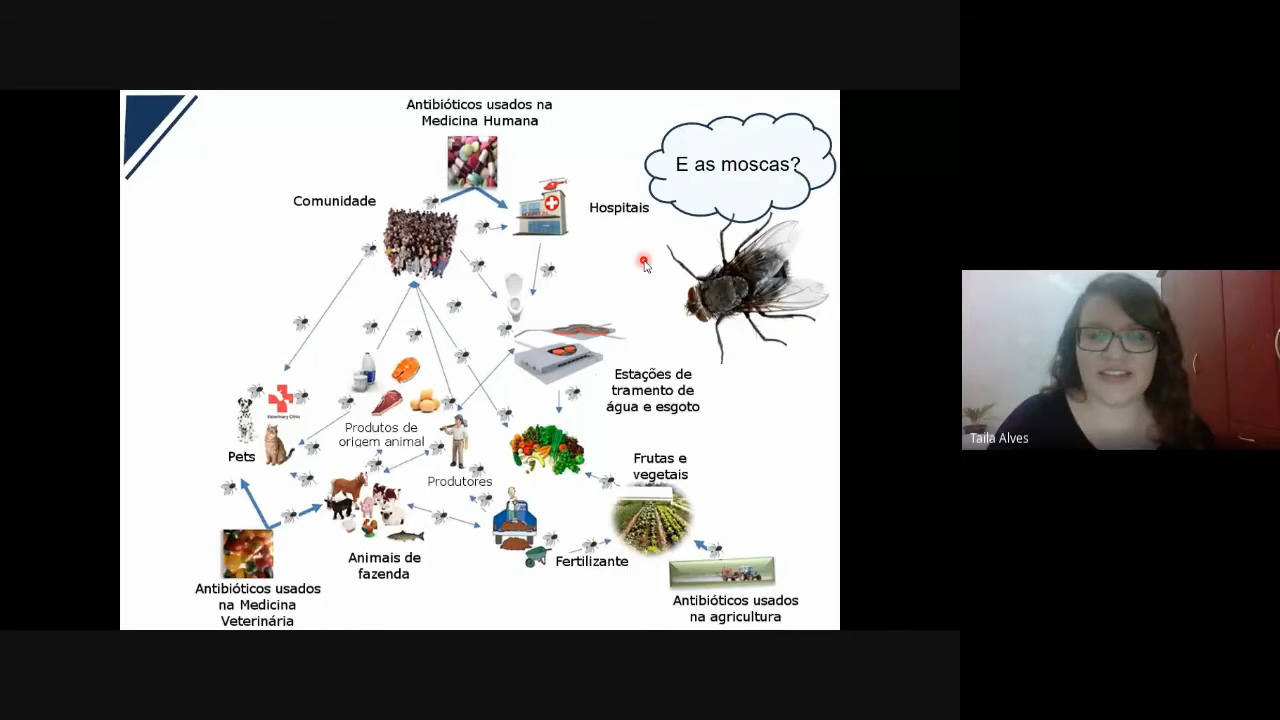 Antibióticos usados na
Medicina Humana
E as moscas?
Comunidade
Hospitais
Estações de
tramento de
água e esgoto
Veterinary Clinic
Produtos de
origem animal
Pets
Produtores
Frutas e
vegetais
Animais de
fazenda
Fertilizante
Antibióticos usados
na Medicina
Veterinária
Antibióticos usados
na agricultura
Taila Alves